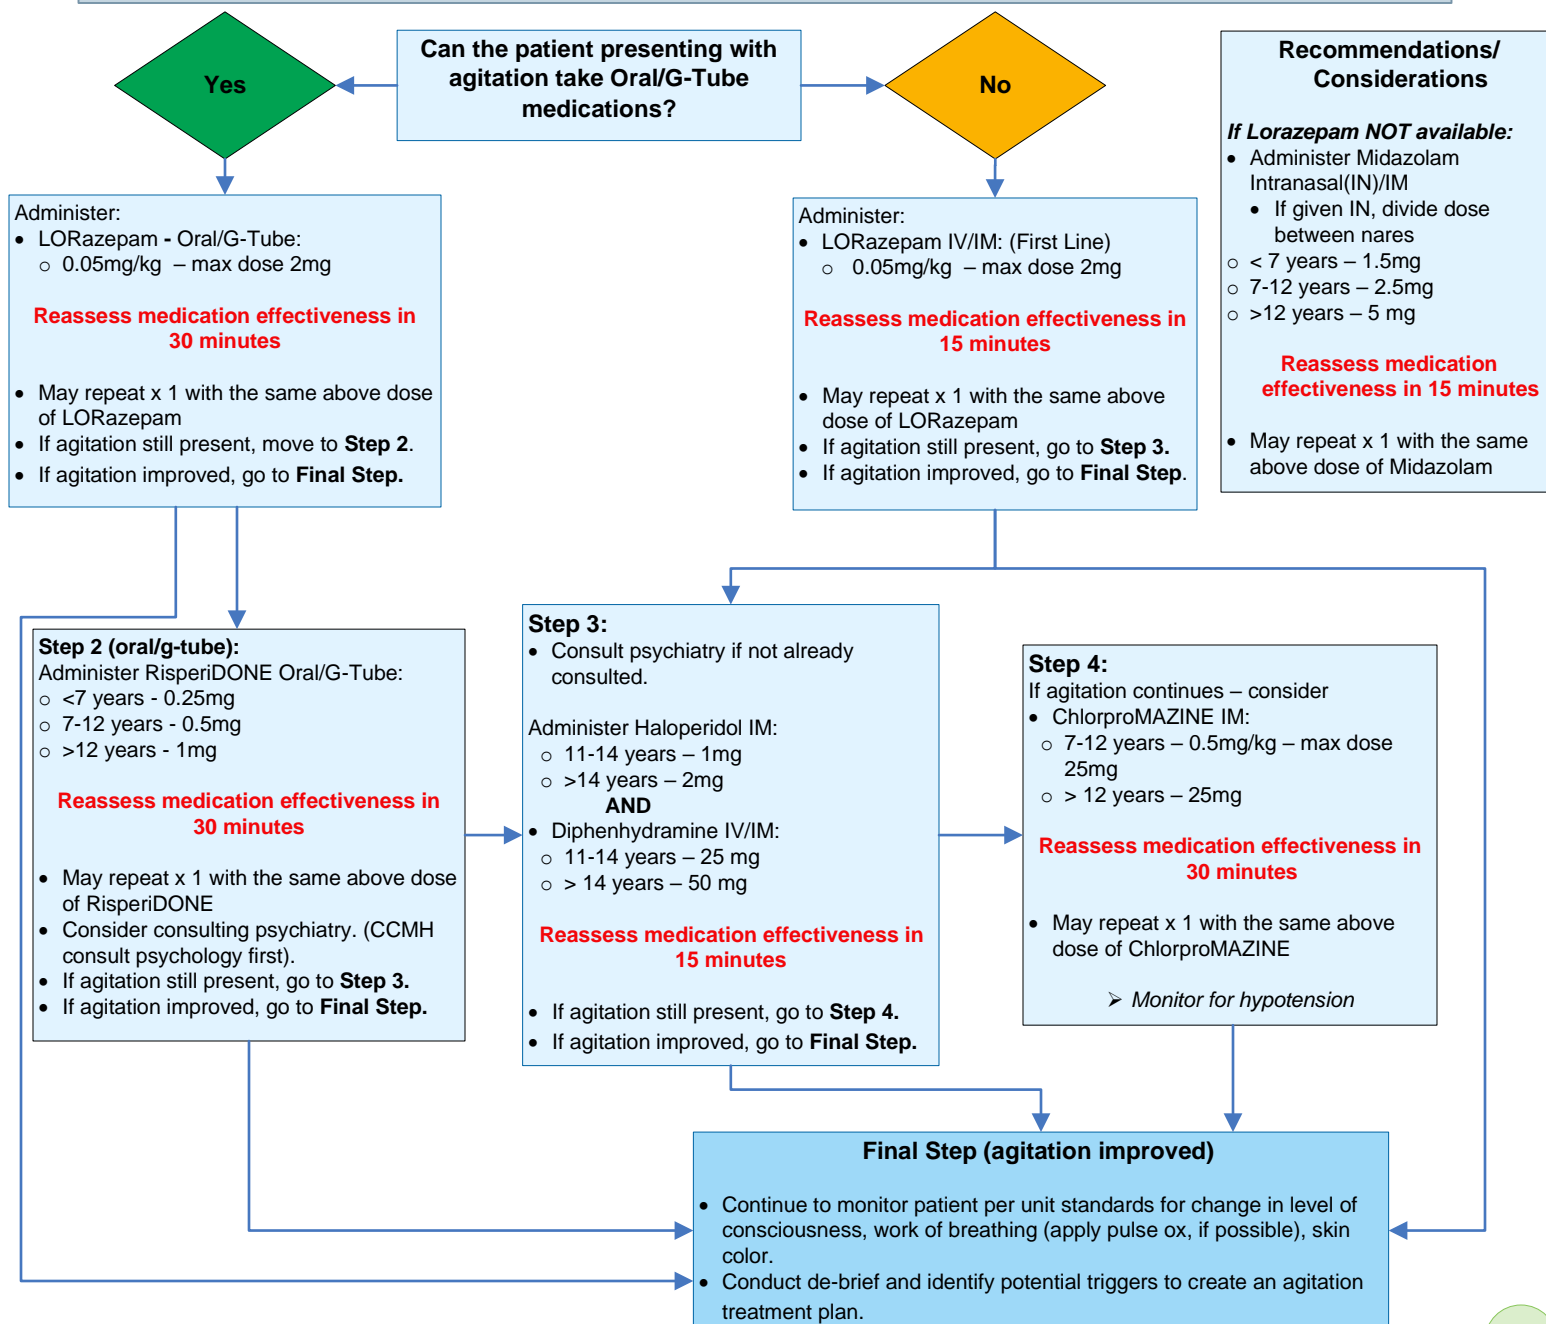 Can the patient presenting with
agitation take Oral/G-Tube
medications?
Yes
No
Recommendations/
Considerations
If Lorazepam NOT available:
• Administer Midazolam
Intranasal(IN)/IM
• If given IN, divide dose
between nares
o < 7 years – 1.5mg
o 7-12 years – 2.5mg
o >12 years – 5 mg
Reassess medication
effectiveness in 15 minutes
• May repeat x 1 with the same
above dose of Midazolam
Administer:
• LORazepam - Oral/G-Tube:
o 0.05mg/kg – max dose 2mg
Reassess medication effectiveness in
30 minutes
• May repeat x 1 with the same above dose
of LORazepam
• If agitation still present, move to Step 2.
• If agitation improved, go to Final Step.
Administer:
• LORazepam IV/IM: (First Line)
o 0.05mg/kg – max dose 2mg
Reassess medication effectiveness in
15 minutes
• May repeat x 1 with the same above
dose of LORazepam
• If agitation still present, go to Step 3.
• If agitation improved, go to Final Step.
Step 2 (oral/g-tube):
Administer RisperiDONE Oral/G-Tube:
o <7 years - 0.25mg
o 7-12 years - 0.5mg
o >12 years - 1mg
Reassess medication effectiveness in
30 minutes
• May repeat x 1 with the same above dose
of RisperiDONE
• Consider consulting psychiatry. (CCMH
consult psychology first).
• If agitation still present, go to Step 3.
• If agitation improved, go to Final Step.
Step 3:
• Consult psychiatry if not already
consulted.
Administer Haloperidol IM:
o 11-14 years – 1mg
o >14 years – 2mg
AND
• Diphenhydramine IV/IM:
o 11-14 years – 25 mg
o > 14 years – 50 mg
Reassess medication effectiveness in
15 minutes
• If agitation still present, go to Step 4.
• If agitation improved, go to Final Step.
Step 4:
If agitation continues – consider
• ChlorproMAZINE IM:
o 7-12 years – 0.5mg/kg – max dose
25mg
o > 12 years – 25mg
Reassess medication effectiveness in
30 minutes
• May repeat x 1 with the same above
dose of ChlorproMAZINE
➢ Monitor for hypotension
Final Step (agitation improved)
• Continue to monitor patient per unit standards for change in level of
consciousness, work of breathing (apply pulse ox, if possible), skin
color.
• Conduct de-brief and identify potential triggers to create an agitation
treatment plan.